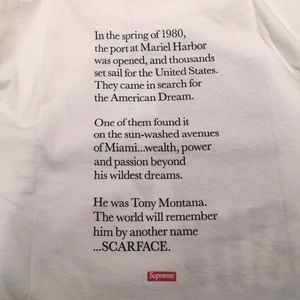 In the spring of 1980,
the port at Mariel Harbor
was opened, and thousands
set sail for the United States.
They came in search for
the American Dream.
One of them found it
on the sun-washed avenues
of Miami...wealth, power
and passion beyond
his wildest dreams.
He was Tony Montana.
The world will remember
him by another name
...SCARFACE.
Supreme